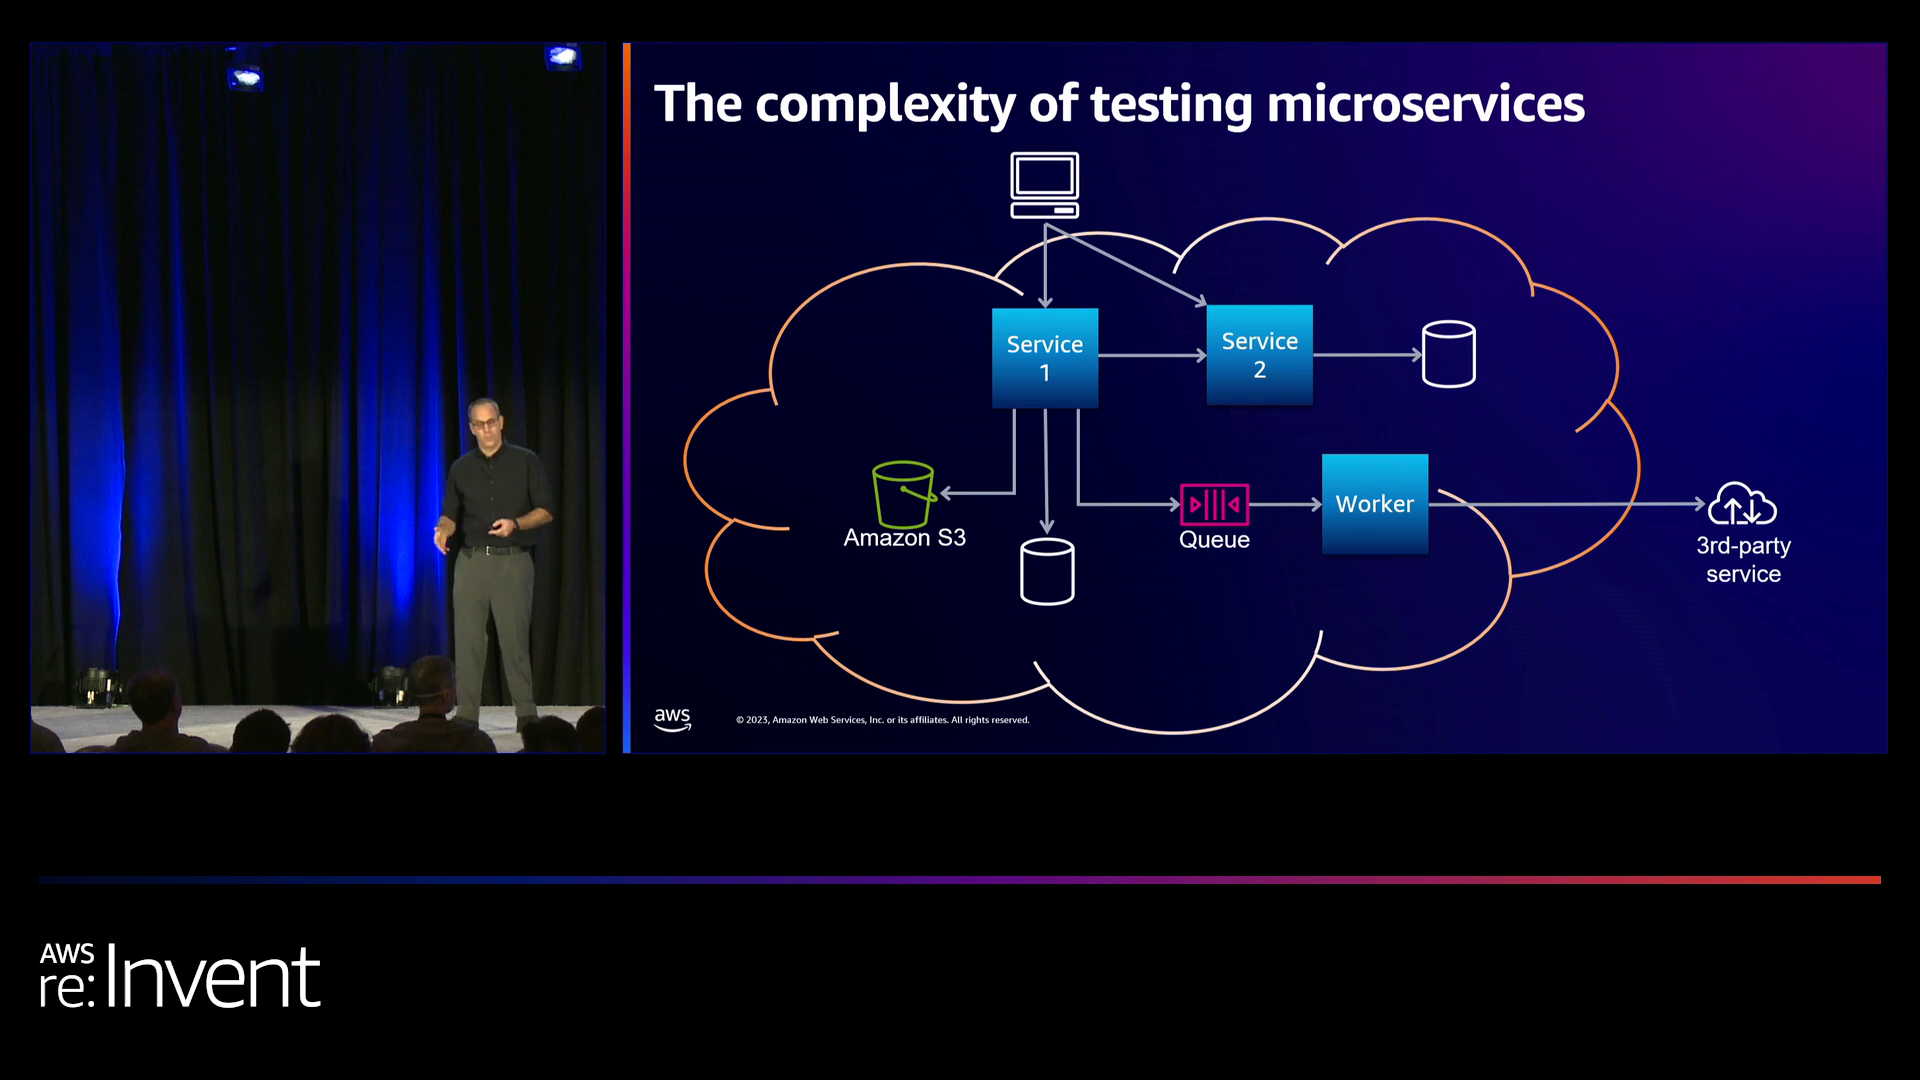 The complexity of testing microservices
Service
1
Service
2
Amazon S3
Queue
Worker
3rd-party
service
aws
© 2023, Amazon Web Services, Inc. or its affiliates. All rights reserved.
AWS
re:Invent